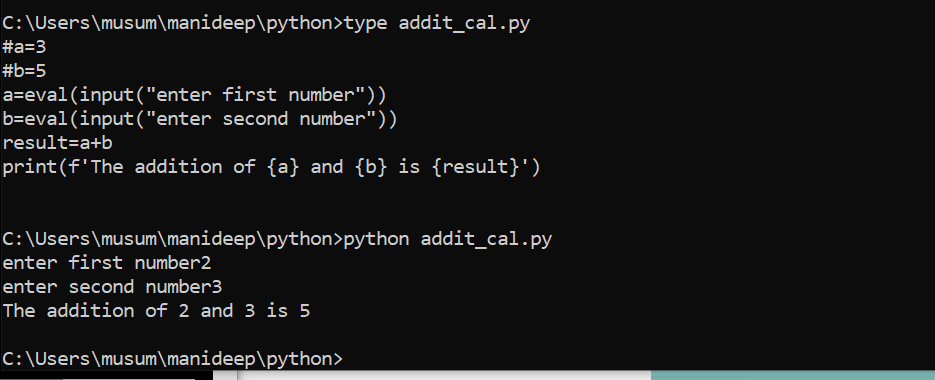 C:\Users\musum\manideep\python>type addit_cal.py
#a=3
#b=5
a=eval(input("enter first number"))
b=eval(input("enter second number"))
result=a+b
print(f'The addition of {a} and {b} is {result}')
C:\Users\musum\manideep\python>python addit_cal.py
enter first number2
enter second number3
The addition of 2 and 3 is 5
C:\Users\musum\manideep\python>